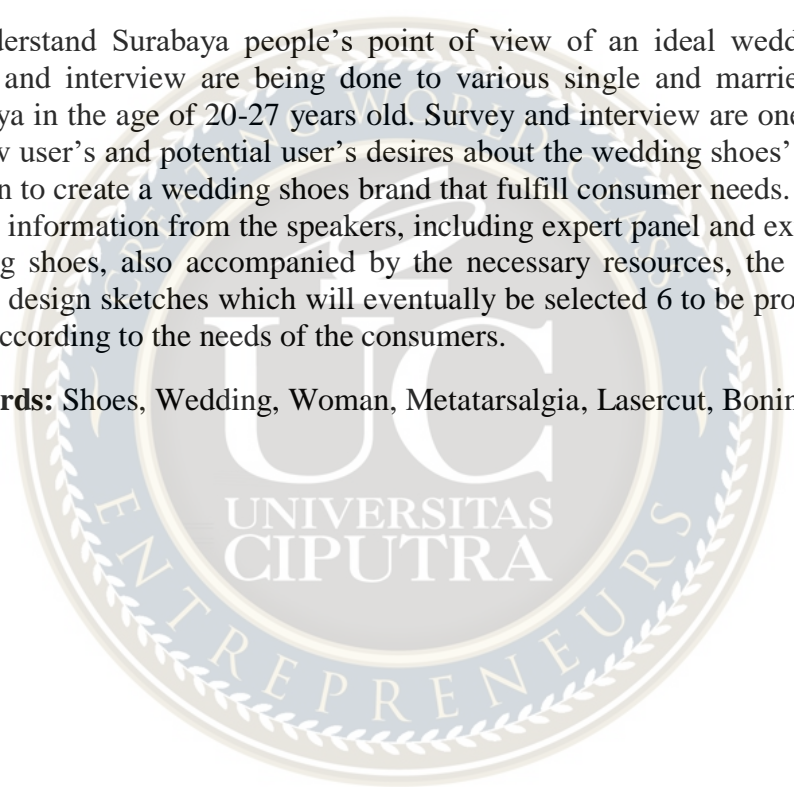 derstand Surabaya people’s point of view of an ideal wedd
and interview are being done to various single and marrie
ya in the age of 20-27 years old. Survey and interview are one
w user’s and potential user’s desires about the wedding shoes’
n to create a wedding shoes brand that fulfill consumer needs.
information from the speakers, including expert panel and ex
g shoes, also accompanied by the necessary resources, the
design sketches which will eventually be selected 6 to be pro
ccording to the needs of the consumers.
rds: Shoes, Wedding, Woman, Metatarsalgia, Lasercut, Bonin
CREATING WORLD CLASS
UC
UNIVERSITAS
CIPUTRA
ENTREPRENEURS